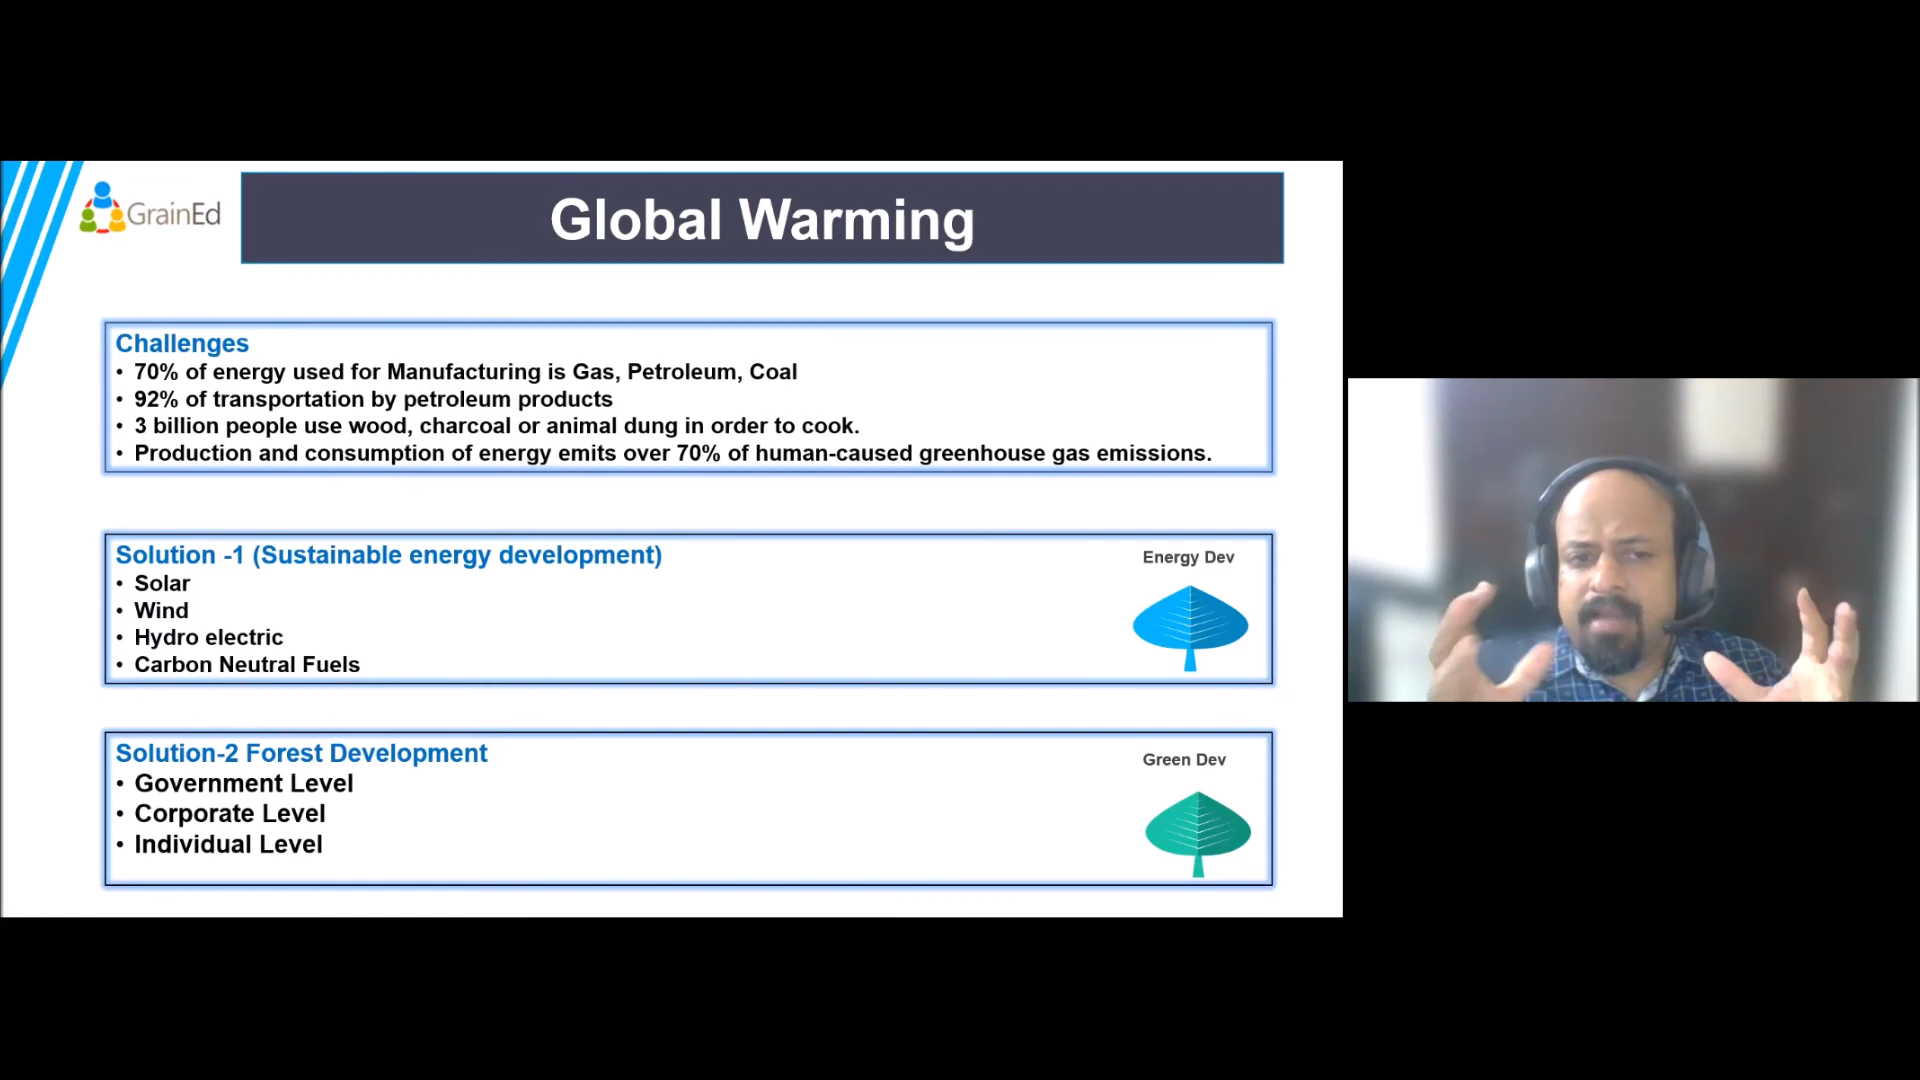 GrainEd
Global Warming
Challenges
• 70% of energy used for Manufacturing is Gas, Petroleum, Coal
• 92% of transportation by petroleum products
• 3 billion people use wood, charcoal or animal dung in order to cook.
• Production and consumption of energy emits over 70% of human-caused greenhouse gas emissions.
Solution -1 (Sustainable energy development)
• Solar
• Wind
• Hydro electric
• Carbon Neutral Fuels
Energy Dev
Solution-2 Forest Development
• Government Level
• Corporate Level
• Individual Level
Green Dev